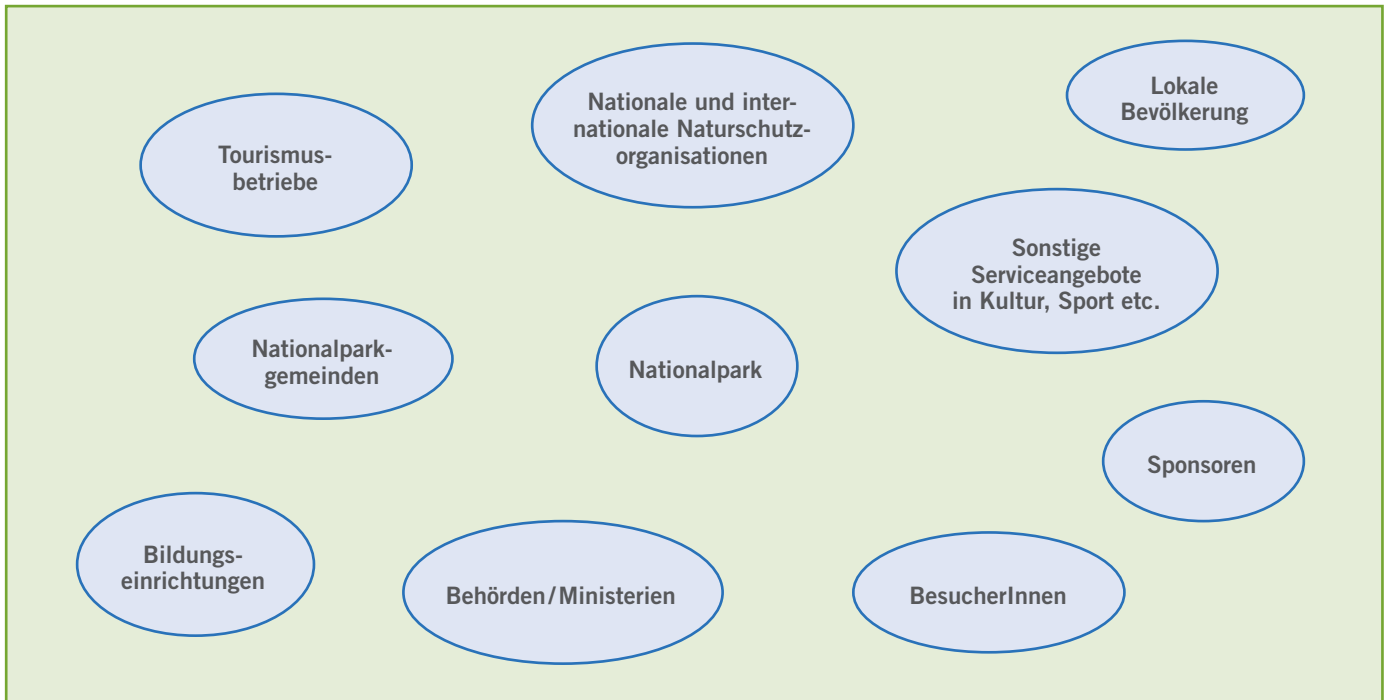 Tourismus-
betriebe
Nationale und inter-
nationale Naturschutz-
organisationen
Lokale
Bevölkerung
Sonstige
Serviceangebote
in Kultur, Sport etc.
Nationalpark-
gemeinden
Nationalpark
Sponsoren
Bildungs-
einrichtungen
Behörden/Ministerien
BesucherInnen